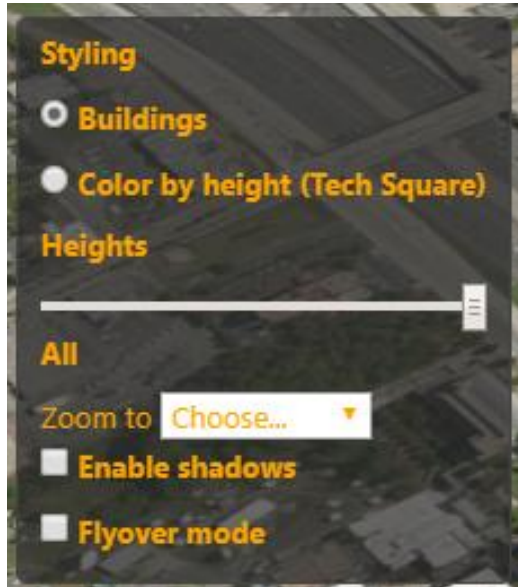 Styling
Buildings
Color by height (Tech Square)
Heights
All
Zoom to Choose...
Enable shadows
Flyover mode